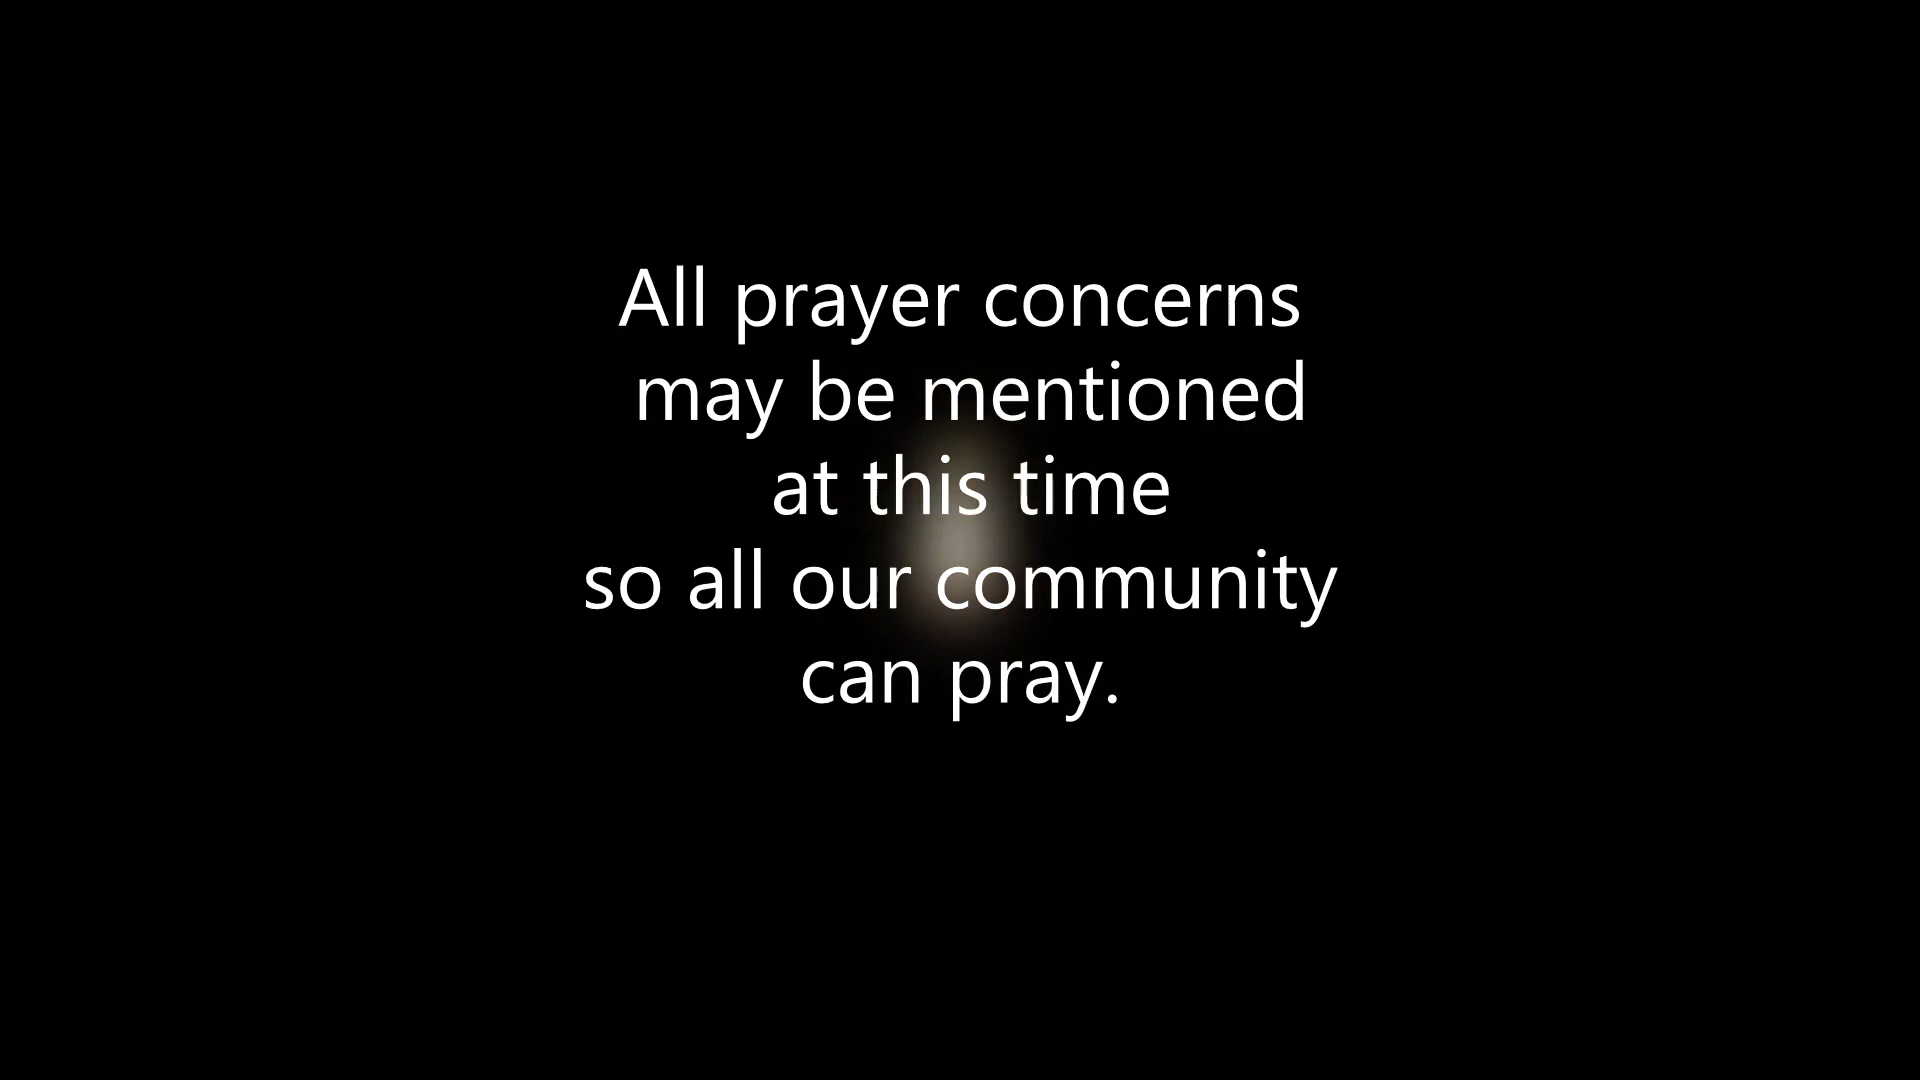 All prayer concerns
may be mentioned
at this time
so all our community
can pray.